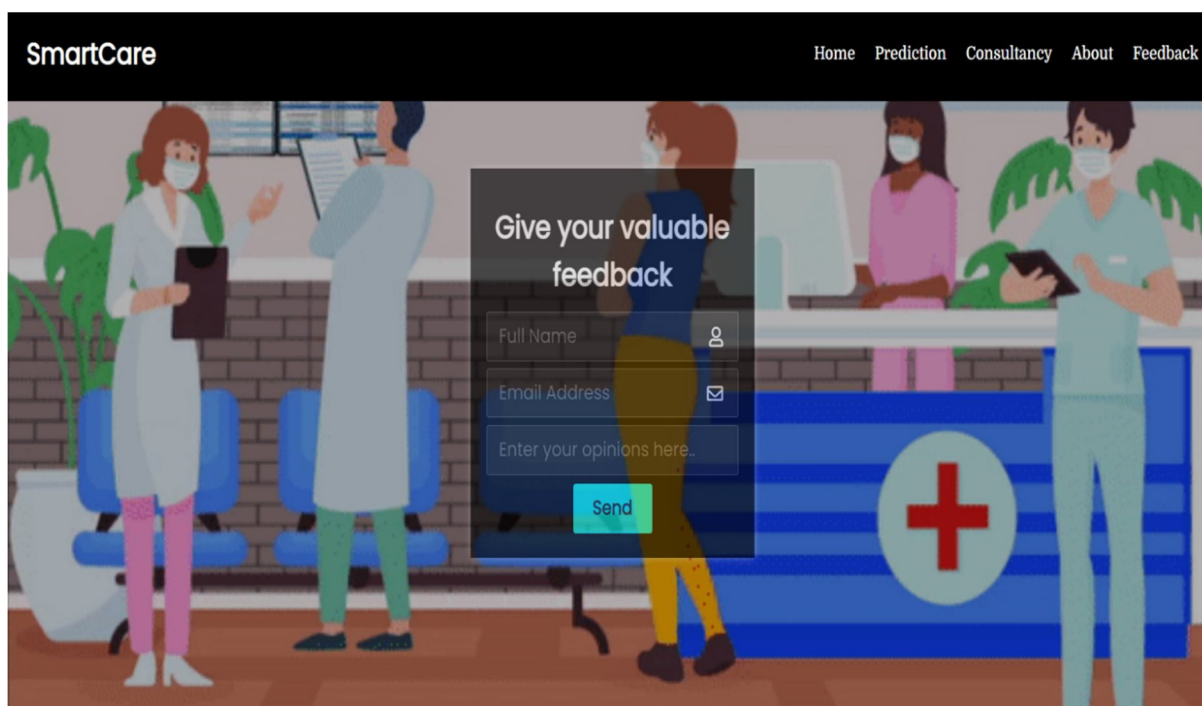 SmartCare
Home Prediction Consultancy About Feedback
Give your valuable
feedback
Full Name
Email Address
Enter your opinions here..
Send